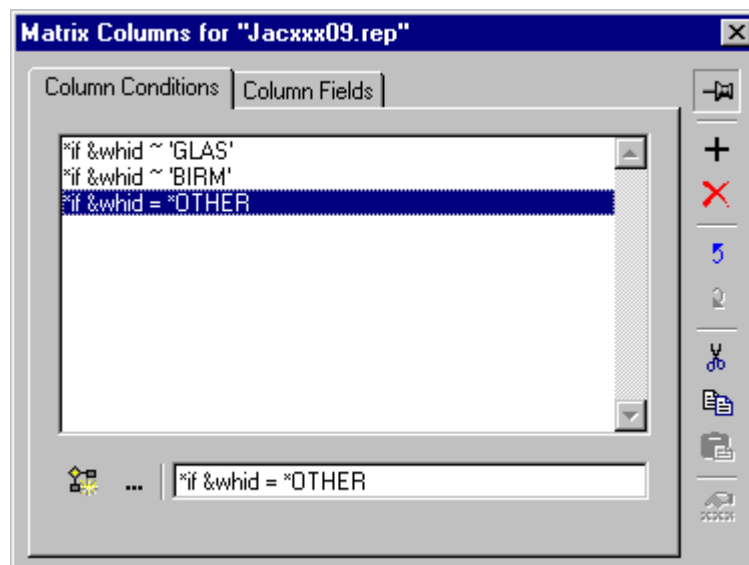 Matrix Columns for "Jacxxx09.rep"
Column Conditions
Column Fields
*if &whid ~ 'GLAS'
*if &whid ~ 'BIRM'
*if &whid = *OTHER
... *if &whid = *OTHER